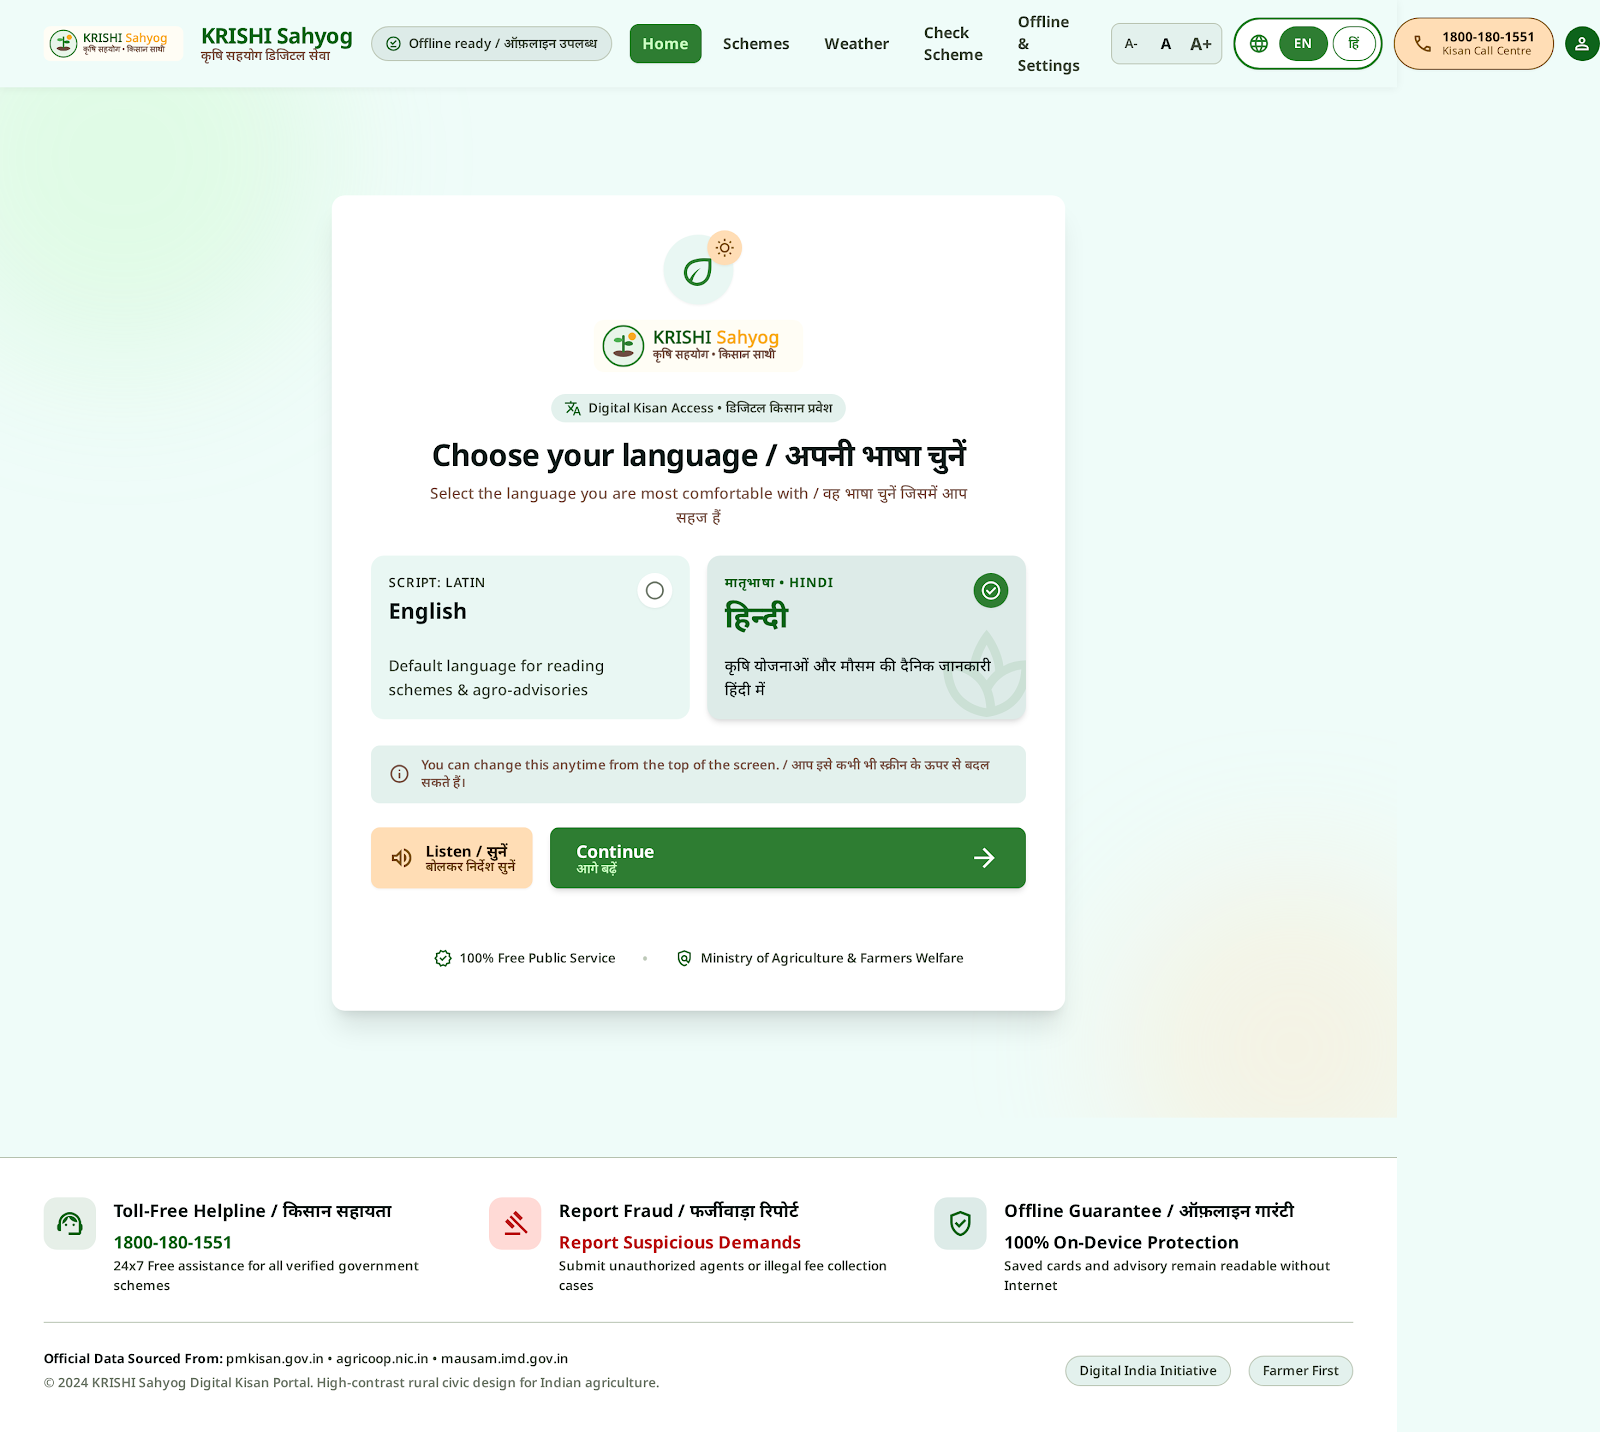 KRISHI Sahyog
कृषि सहयोग • किसान साथी
KRISHI Sahyog
कृषि सहयोग डिजिटल सेवा
Offline ready / ऑफ़लाइन उपलब्ध
Home
Schemes
Weather
Check
Scheme
Offline
&
Settings
A-
A
A+
EN
हिं
1800-180-1551
Kisan Call Centre
KRISHI Sahyog
कृषि सहयोग • किसान साथी
Digital Kisan Access • डिजिटल किसान प्रवेश
Choose your language / अपनी भाषा चुनें
Select the language you are most comfortable with / वह भाषा चुनें जिसमें आप
सहज हैं
SCRIPT: LATIN
English
Default language for reading
schemes & agro-advisories
मातृभाषा • HINDI
हिन्दी
कृषि योजनाओं और मौसम की दैनिक जानकारी
हिंदी में
You can change this anytime from the top of the screen. / आप इसे कभी भी स्क्रीन के ऊपर से बदल
सकते हैं।
Listen / सुनें
बोलकर निर्देश सुनें
Continue
आगे बढ़ें
100% Free Public Service
•
Ministry of Agriculture & Farmers Welfare
Toll-Free Helpline / किसान सहायता
1800-180-1551
24x7 Free assistance for all verified government
schemes
Report Fraud / फर्जीवाड़ा रिपोर्ट
Report Suspicious Demands
Submit unauthorized agents or illegal fee collection
cases
Offline Guarantee / ऑफ़लाइन गारंटी
100% On-Device Protection
Saved cards and advisory remain readable without
Internet
Official Data Sourced From: pmkisan.gov.in • agricoop.nic.in • mausam.imd.gov.in
© 2024 KRISHI Sahyog Digital Kisan Portal. High-contrast rural civic design for Indian agriculture.
Digital India Initiative
Farmer First